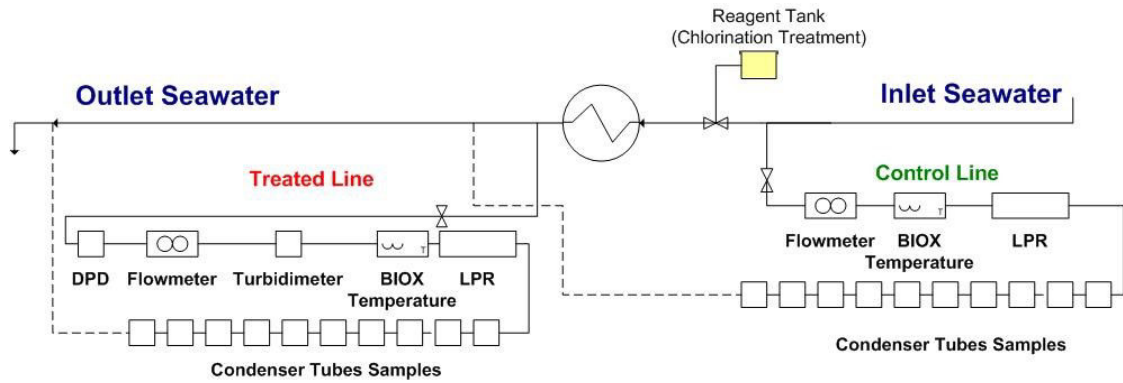 Reagent Tank
(Chlorination Treatment)
Outlet Seawater
Inlet Seawater
Treated Line
Control Line
Flowmeter
BIOX
Temperature
T
LPR
DPD
Flowmeter
Turbidimeter
BIOX
Temperature
T
LPR
Condenser Tubes Samples
Condenser Tubes Samples